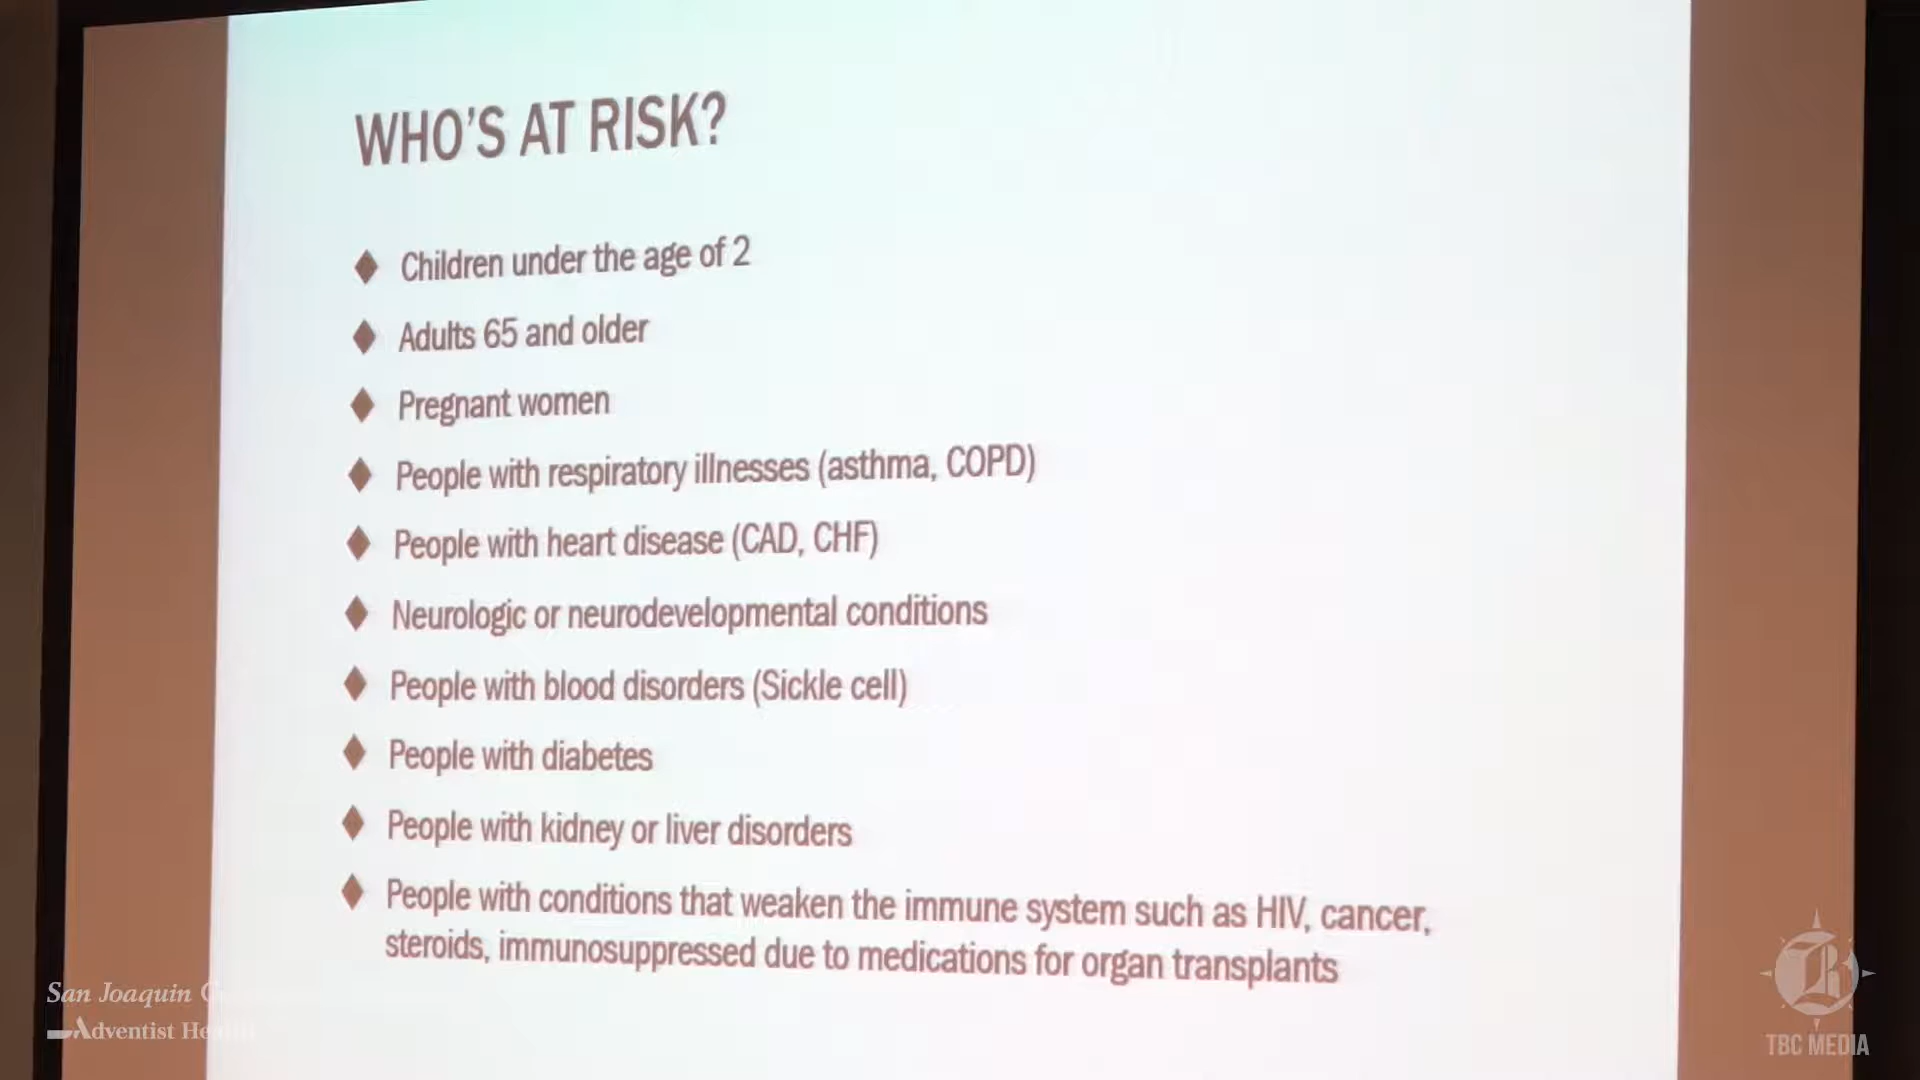 WHO'S AT RISK?
Children under the age of 2
Adults 65 and older
Pregnant women
People with respiratory illnesses (asthma, COPD)
People with heart disease (CAD, CHF)
Neurologic or neurodevelopmental conditions
People with blood disorders (Sickle cell)
People with diabetes
People with kidney or liver disorders
People with conditions that weaken the immune system such as HIV, cancer,
steroids, immunosuppressed due to medications for organ transplants
San Joaquin
Adventist
TBC MEDIA